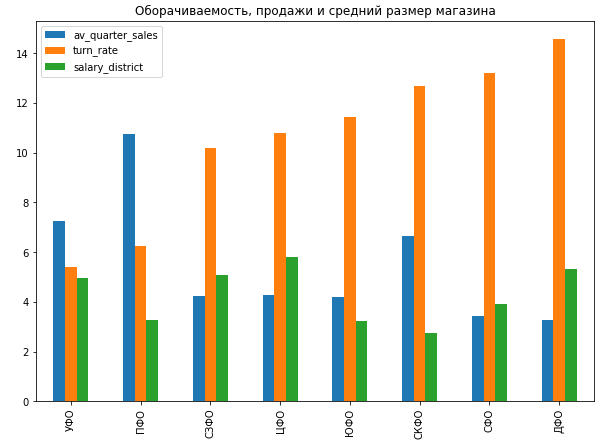 Оборачиваемость, продажи и средний размер магазина
av_quarter_sales
turn_rate
salary_district
14
12
10
8
6
4
2
0
УФО
ПФО
СЗФО
ЦФО
ЮФО
СКФО
СФО
ДФО